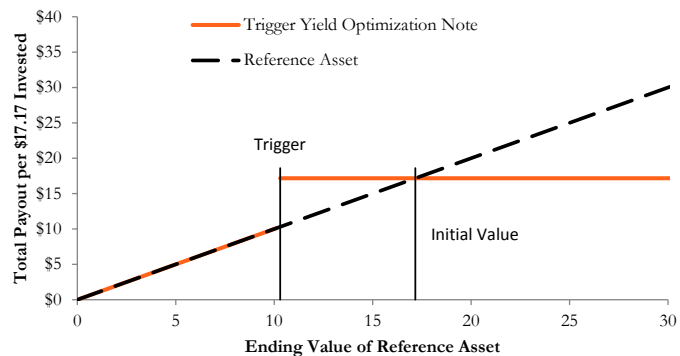 Total Payout per $17.17 Invested
$40
$35
$30
$25
$20
$15
$10
$5
$0
Trigger Yield Optimization Note
Reference Asset
Trigger
Initial Value
0
5
10
15
20
25
30
Ending Value of Reference Asset